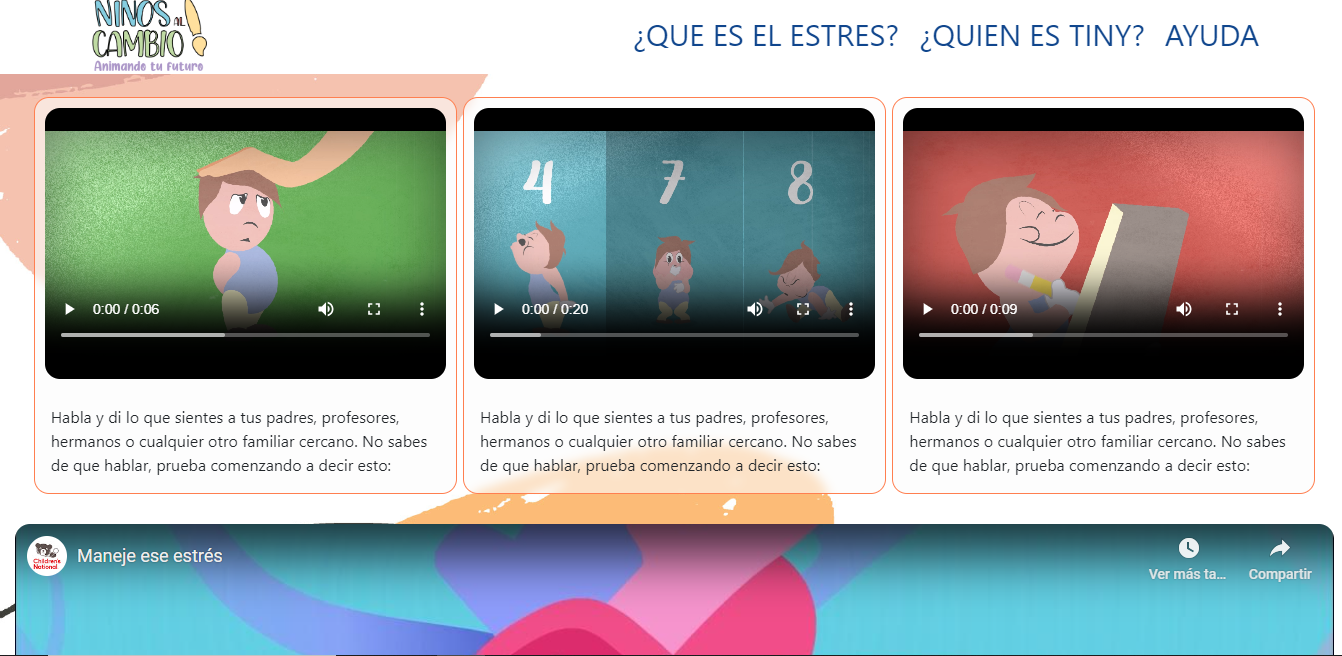 NIÑOS AL
CAMBIO
Animando tu futuro
¿QUE ES EL ESTRES? ¿QUIEN ES TINY? AYUDA
0:00 / 0:06
4 7 8
0:00 / 0:20
0:00 / 0:09
Habla y di lo que sientes a tus padres, profesores,
hermanos o cualquier otro familiar cercano. No sabes
de que hablar, prueba comenzando a decir esto:
Habla y di lo que sientes a tus padres, profesores,
hermanos o cualquier otro familiar cercano. No sabes
de que hablar, prueba comenzando a decir esto:
Habla y di lo que sientes a tus padres, profesores,
hermanos o cualquier otro familiar cercano. No sabes
de que hablar, prueba comenzando a decir esto:
Children's
National
Maneje ese estrés
Ver más ta...
Compartir